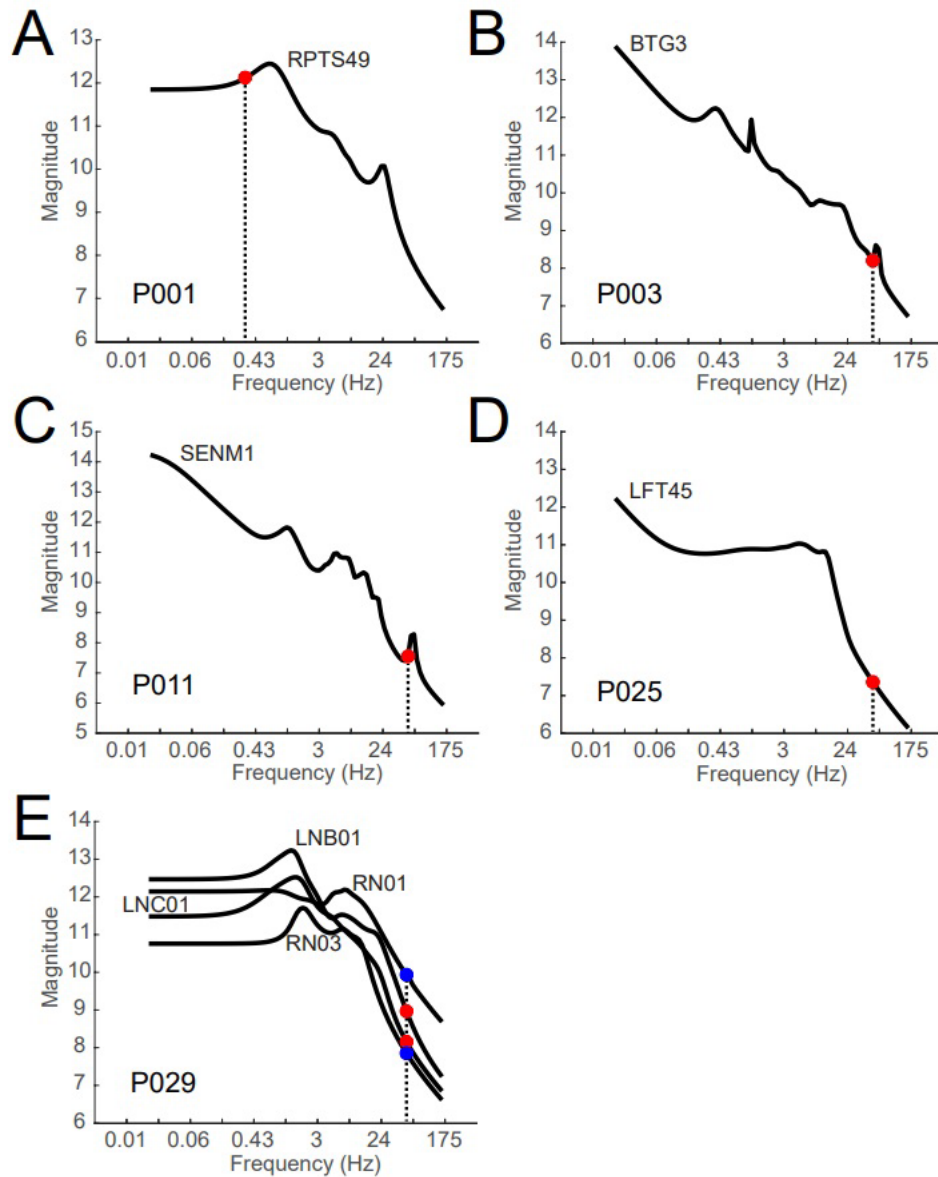 A
13
12
11
10
9
8
7
6
Magnitude
RPTS49
P001
0.01 0.06 0.43 3 24 175
Frequency (Hz)
B
14
13
12
11
10
9
8
7
6
Magnitude
BTG3
P003
0.01 0.06 0.43 3 24 175
Frequency (Hz)
C
15
14
13
12
11
10
9
8
7
6
5
Magnitude
SENM1
P011
0.01 0.06 0.43 3 24 175
Frequency (Hz)
D
14
13
12
11
10
9
8
7
6
Magnitude
LFT45
P025
0.01 0.06 0.43 3 24 175
Frequency (Hz)
E
14
13
12
11
10
9
8
7
6
Magnitude
LNB01
RN01
LNC01
RN03
P029
0.01 0.06 0.43 3 24 175
Frequency (Hz)